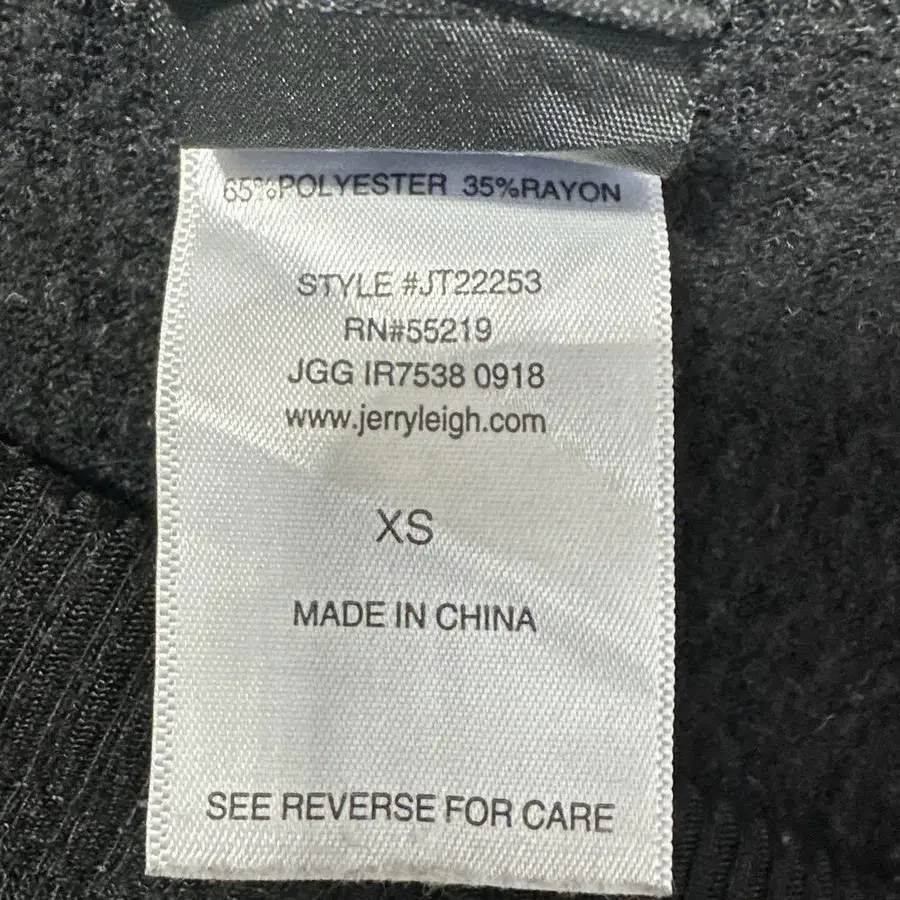 65%POLYESTER 35%RAYON
STYLE #JT22253
RN#55219
JGG IR7538 0918
www.jerryleigh.com
XS
MADE IN CHINA
SEE REVERSE FOR CARE